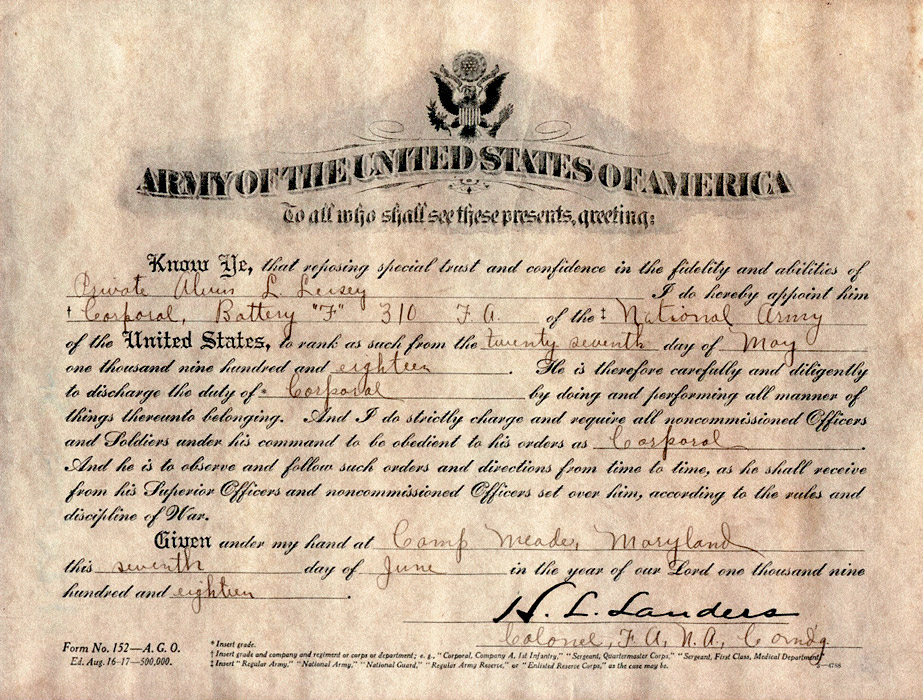 ARMY OF THE UNITED STATES OF AMERICA
To all who shall see these presents, greeting:
Know Ye, that reposing special trust and confidence in the fidelity and abilities of
Private Alvin L. Leisey I do hereby appoint him
† Corporal, Battery "F" 310 F.A. of the ‡ National Army
of the United States, to rank as such from the twenty seventh day of May
one thousand nine hundred and eighteen. He is therefore carefully and diligently
to discharge the duty of * Corporal by doing and performing all manner of
things thereunto belonging. And I do strictly charge and require all noncommissioned Officers
and Soldiers under his command to be obedient to his orders as Corporal.
And he is to observe and follow such orders and directions from time to time, as he shall receive
from his Superior Officers and noncommissioned Officers set over him, according to the rules and
discipline of War.
Given under my hand at Camp Meade, Maryland
this seventh day of June in the year of our Lord one thousand nine
hundred and eighteen.
H. L. Landers
Colonel, F.A., N.A., Comdg
Form No. 152—A.G.O.
Ed. Aug. 16-17—500,000.
* Insert grade.
† Insert grade and company and regiment or corps or department; e. g., "Corporal, Company A, 1st Infantry," "Sergeant, Quartermaster Corps," "Sergeant, First Class, Medical Department."
‡ Insert "Regular Army," "National Army," "National Guard," "Regular Army Reserve," or "Enlisted Reserve Corps," as the case may be.
3—4788